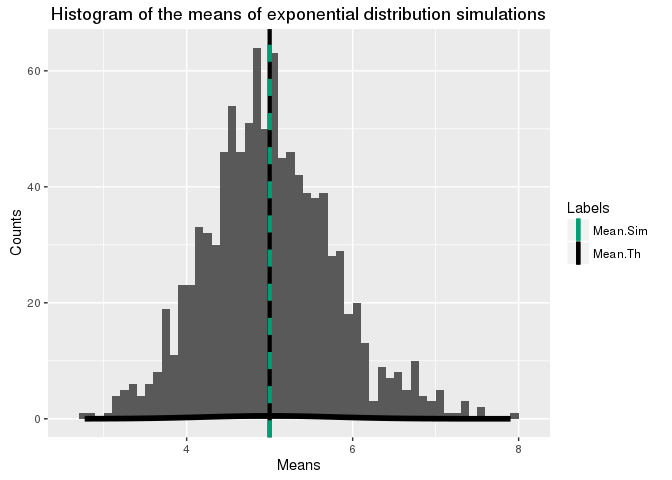 Histogram of the means of exponential distribution simulations
60
40
20
0
Counts
4 6 8
Means
Labels
Mean.Sim
Mean.Th